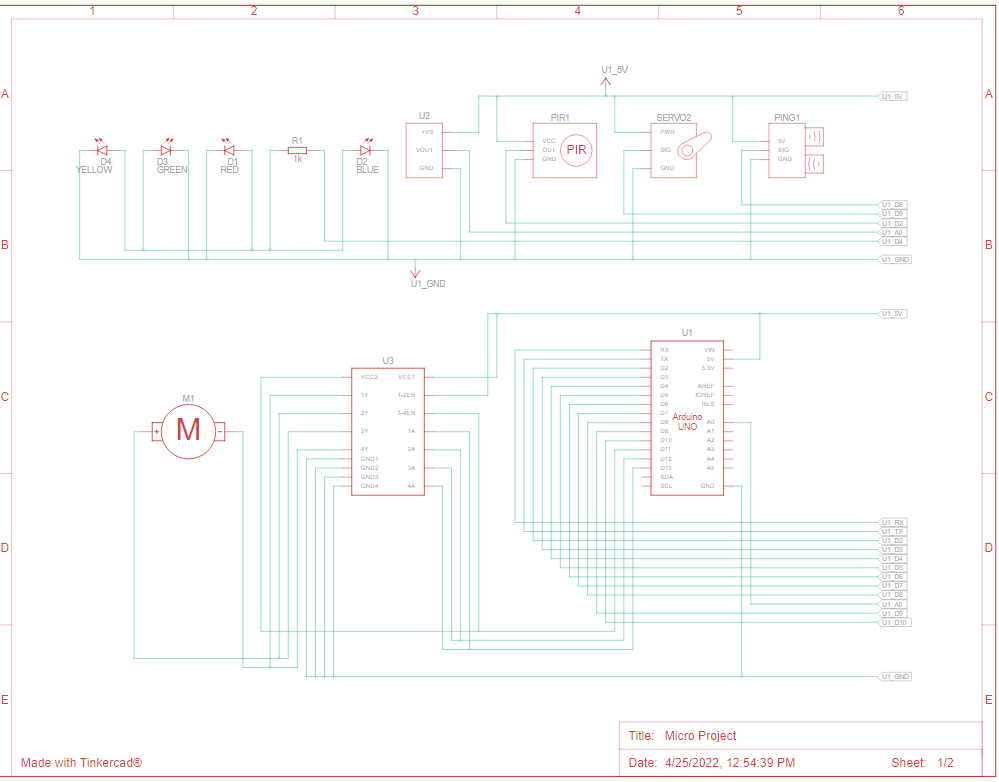 1 2 3 4 5 6
A A
B B
C C
D D
E E
U1_5V
U1_5V
U2
+VS
VOUT
GND
PIR1
VCC
OUT
GND
PIR
SERVO2
PWR
SIG
GND
PING1
5V
SIG
GND
D4
YELLOW
D3
GREEN
D1
RED
R1
1k
D2
BLUE
U1_D8
U1_D9
U1_D2
U1_A0
U1_D4
U1_GND
U1_GND
U1_5V
M1
M
+ -
U3
VCC2 VCC1
1Y 1-2EN
2Y 3-4EN
3Y 1A
4Y 2A
GND1
GND2 3A
GND3
GND4 4A
U1
RX VIN
TX 5V
D2 3.3V
D3
D4 AREF
D5 IOREF
D6 RES
D7
D8 A0
D9 A1
D10 A2
D11 A3
D12 A4
D13 A5
SDA
SCL GND
Arduino
UNO
U1_RX
U1_TX
U1_D2
U1_D3
U1_D4
U1_D5
U1_D6
U1_D7
U1_D8
U1_A0
U1_D9
U1_D10
U1_GND
Title: Micro Project
Made with Tinkercad®
Date: 4/25/2022, 12:54:39 PM Sheet: 1/2